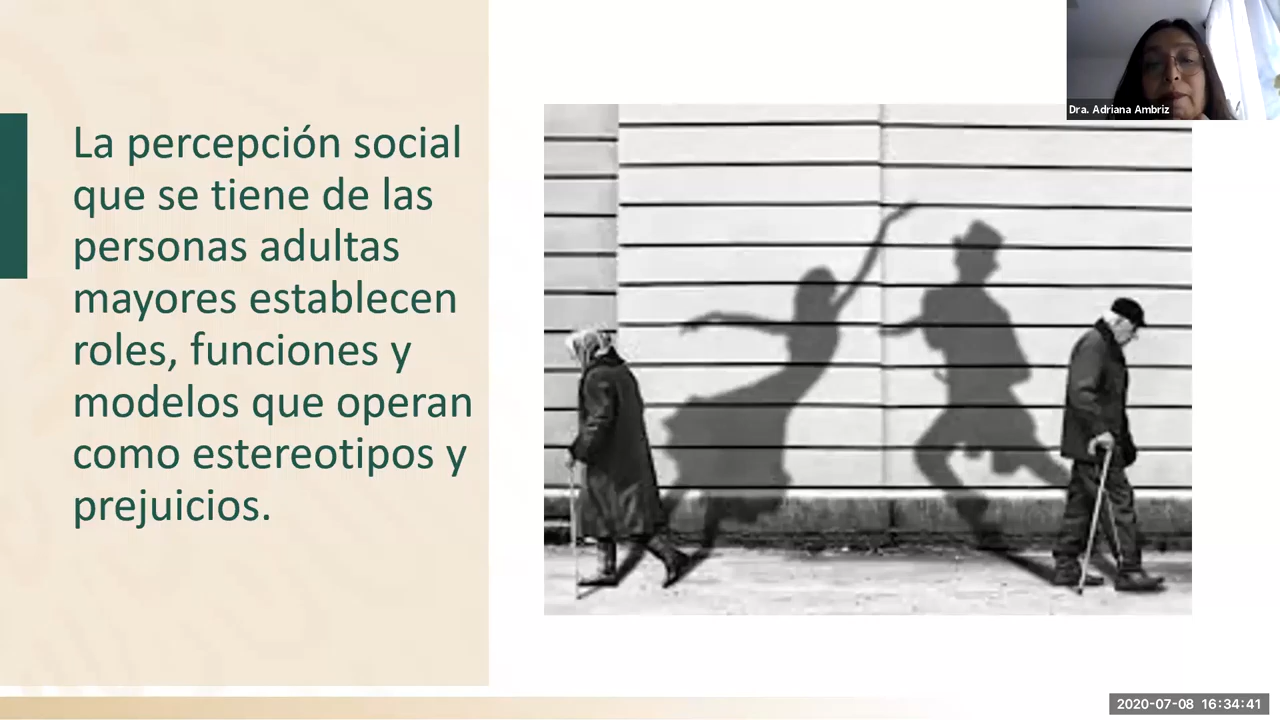 La percepción social
que se tiene de las
personas adultas
mayores establecen
roles, funciones y
modelos que operan
como estereotipos y
prejuicios.
Dra. Adriana Ambriz
2020-07-08 16:34:41